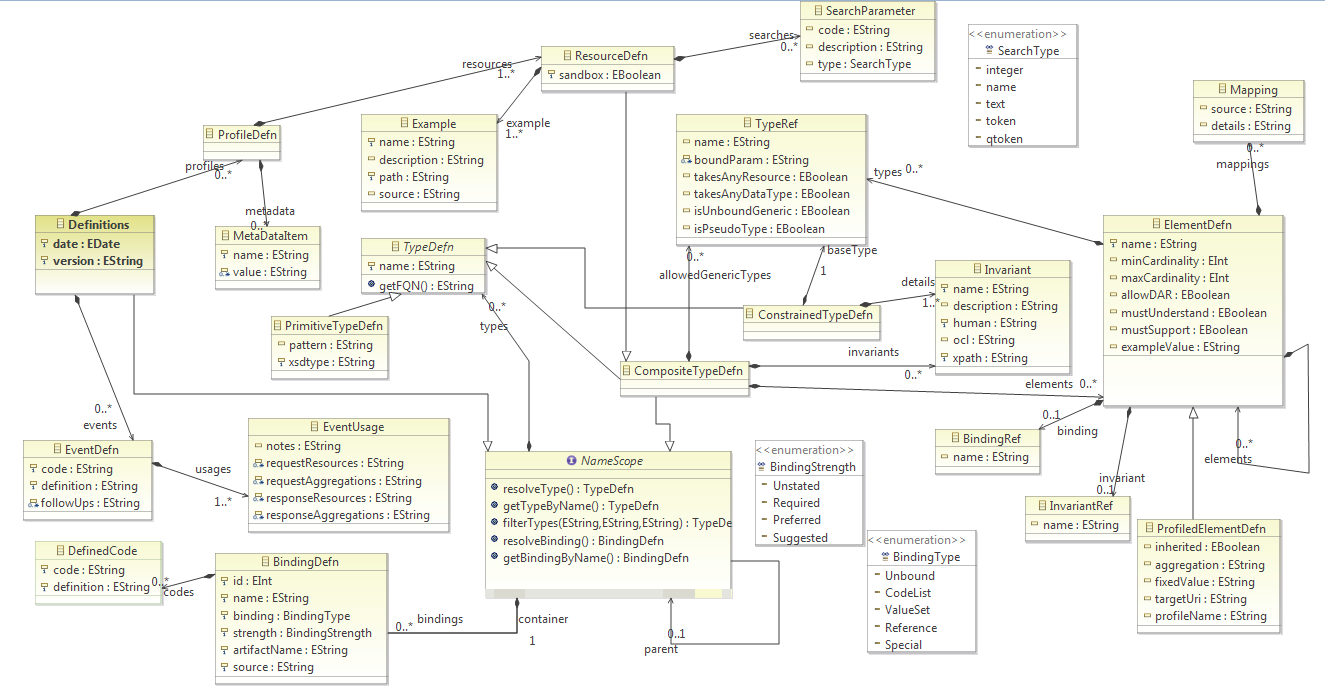 SearchParameter
code : EString
description : EString
type : SearchType
searches
0..*
<<enumeration>>
SearchType
integer
name
text
token
qtoken
ResourceDefn
sandbox : EBoolean
resources
1..*
example
1..*
Mapping
source : EString
details : EString
0..*
mappings
ProfileDefn
profiles
0..*
Example
name : EString
description : EString
path : EString
source : EString
TypeRef
name : EString
boundParam : EString
takesAnyResource : EBoolean
takesAnyDataType : EBoolean
isUnboundGeneric : EBoolean
isPseudoType : EBoolean
types 0..*
metadata
0..
Definitions
date : EDate
version : EString
MetaDataItem
name : EString
value : EString
TypeDefn
name : EString
getFQN() : EString
ElementDefn
name : EString
minCardinality : EInt
maxCardinality : EInt
allowDAR : EBoolean
mustUnderstand : EBoolean
mustSupport : EBoolean
exampleValue : EString
0..*
allowedGenericTypes
baseType
1
details
1..*
Invariant
name : EString
description : EString
human : EString
ocl : EString
xpath : EString
0..*
types
PrimitiveTypeDefn
pattern : EString
xsdtype : EString
ConstrainedTypeDefn
CompositeTypeDefn
invariants
0..*
elements 0..*
0..*
events
EventDefn
code : EString
definition : EString
followUps : EString
usages
1..*
EventUsage
notes : EString
requestResources : EString
requestAggregations : EString
responseResources : EString
responseAggregations : EString
NameScope
resolveType() : TypeDefn
getTypeByName() : TypeDefn
filterTypes(EString,EString,EString) : TypeDe
resolveBinding() : BindingDefn
getBindingByName() : BindingDefn
<<enumeration>>
BindingStrength
Unstated
Required
Preferred
Suggested
0..1
binding
BindingRef
name : EString
0..*
elements
invariant
0..1
InvariantRef
name : EString
ProfiledElementDefn
inherited : EBoolean
aggregation : EString
fixedValue : EString
targetUri : EString
profileName : EString
<<enumeration>>
BindingType
Unbound
CodeList
ValueSet
Reference
Special
DefinedCode
code : EString
definition : EString
0..*
codes
BindingDefn
id : EInt
name : EString
binding : BindingType
strength : BindingStrength
artifactName : EString
source : EString
0..* bindings
container
1
0..1
parent